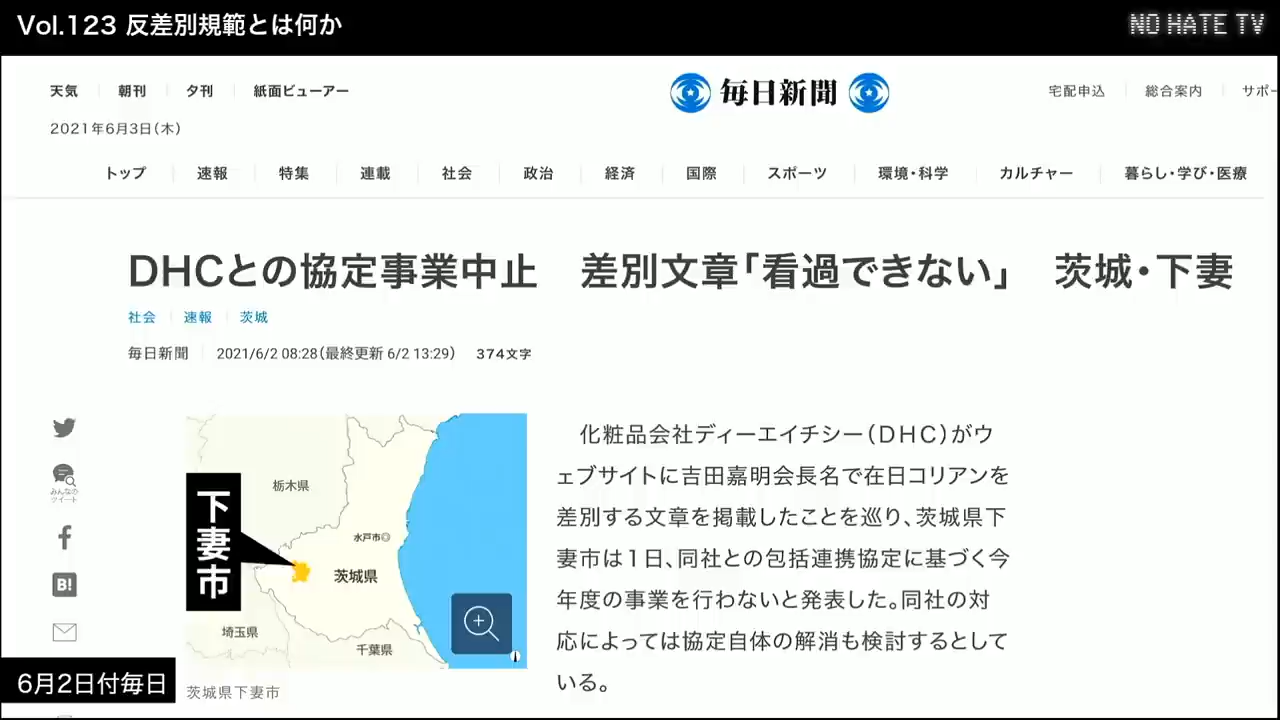 Vol.123 反差別規範とは何か
NO HATE TV
天気 朝刊 夕刊 紙面ビューアー
毎日新聞
宅配申込 総合案内 サポー
2021年6月3日(木)
トップ 速報 特集 連載 社会 政治 経済 国際 スポーツ 環境・科学 カルチャー 暮らし・学び・医療
DHCとの協定事業中止 差別文章「看過できない」 茨城・下妻
社会 速報 茨城
毎日新聞 2021/6/2 08:28(最終更新 6/2 13:29) 374文字
みんなの
ツイート
B!
栃木県
下妻市
水戸市◎
茨城県
埼玉県
千葉県
茨城県下妻市
化粧品会社ディーエイチシー(DHC)がウ
ェブサイトに吉田嘉明会長名で在日コリアンを
差別する文章を掲載したことを巡り、茨城県下
妻市は1日、同社との包括連携協定に基づく今
年度の事業を行わないと発表した。同社の対
応によっては協定自体の解消も検討するとして
いる。
6月2日付毎日